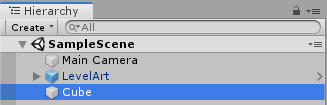 Hierarchy
Create All
SampleScene
Main Camera
LevelArt
Cube